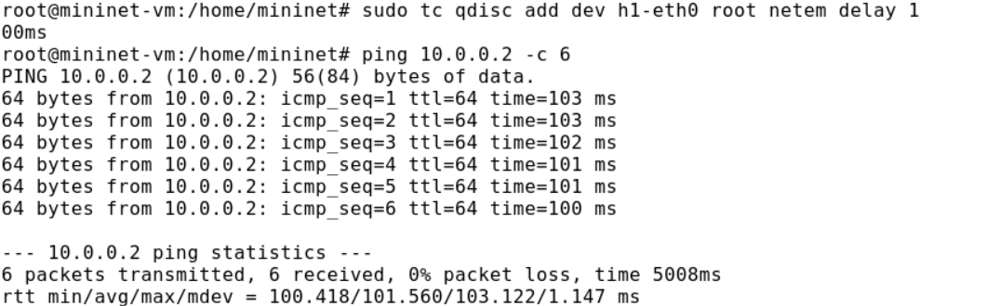 root@mininet-vm:/home/mininet# sudo tc qdisc add dev h1-eth0 root netem delay 1
00ms
root@mininet-vm:/home/mininet# ping 10.0.0.2 -c 6
PING 10.0.0.2 (10.0.0.2) 56(84) bytes of data.
64 bytes from 10.0.0.2: icmp_seq=1 ttl=64 time=103 ms
64 bytes from 10.0.0.2: icmp_seq=2 ttl=64 time=103 ms
64 bytes from 10.0.0.2: icmp_seq=3 ttl=64 time=102 ms
64 bytes from 10.0.0.2: icmp_seq=4 ttl=64 time=101 ms
64 bytes from 10.0.0.2: icmp_seq=5 ttl=64 time=101 ms
64 bytes from 10.0.0.2: icmp_seq=6 ttl=64 time=100 ms

--- 10.0.0.2 ping statistics ---
6 packets transmitted, 6 received, 0% packet loss, time 5008ms
rtt min/avg/max/mdev = 100.418/101.560/103.122/1.147 ms